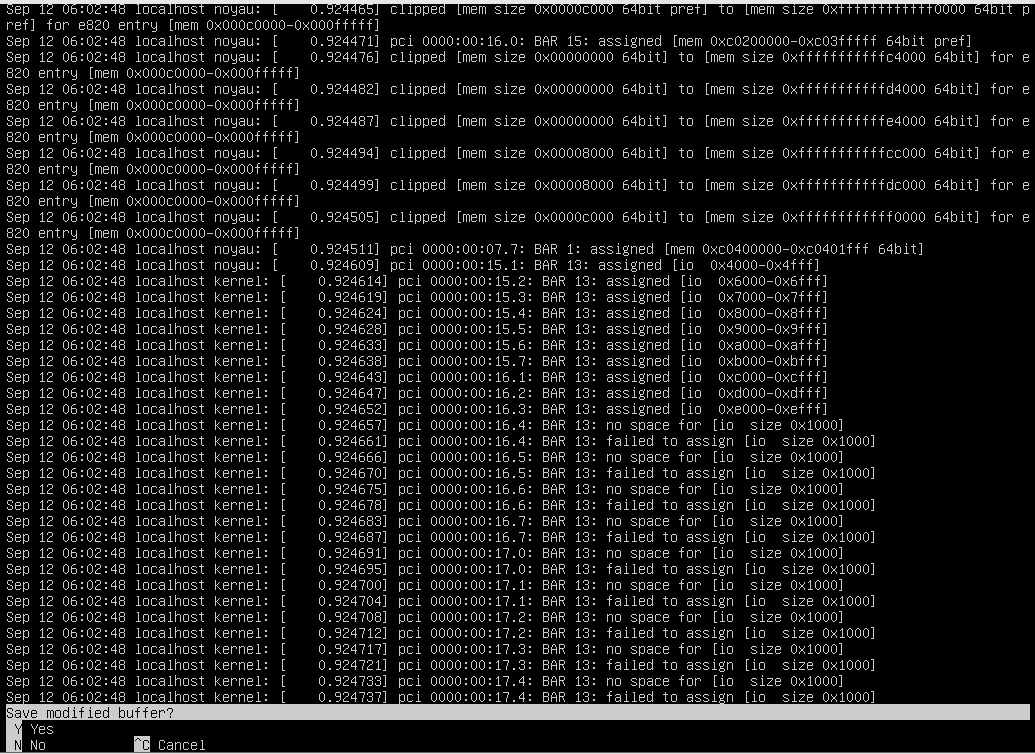 Sep 12 06:02:48 localhost noyau: [    0.924465] clipped [mem size 0x0000c000 64bit pref] to [mem size 0xffffffffffff0000 64bit p
ref] for e820 entry [mem 0x000c0000-0x000fffff]
Sep 12 06:02:48 localhost noyau: [    0.924471] pci 0000:00:16.0: BAR 15: assigned [mem 0xc0200000-0xc03fffff 64bit pref]
Sep 12 06:02:48 localhost noyau: [    0.924476] clipped [mem size 0x00000000 64bit] to [mem size 0xfffffffffffc4000 64bit] for e
820 entry [mem 0x000c0000-0x000fffff]
Sep 12 06:02:48 localhost noyau: [    0.924482] clipped [mem size 0x00000000 64bit] to [mem size 0xfffffffffffd4000 64bit] for e
820 entry [mem 0x000c0000-0x000fffff]
Sep 12 06:02:48 localhost noyau: [    0.924487] clipped [mem size 0x00000000 64bit] to [mem size 0xfffffffffffe4000 64bit] for e
820 entry [mem 0x000c0000-0x000fffff]
Sep 12 06:02:48 localhost noyau: [    0.924494] clipped [mem size 0x00008000 64bit] to [mem size 0xfffffffffffcc000 64bit] for e
820 entry [mem 0x000c0000-0x000fffff]
Sep 12 06:02:48 localhost noyau: [    0.924499] clipped [mem size 0x00008000 64bit] to [mem size 0xfffffffffffdc000 64bit] for e
820 entry [mem 0x000c0000-0x000fffff]
Sep 12 06:02:48 localhost noyau: [    0.924505] clipped [mem size 0x0000c000 64bit] to [mem size 0xffffffffffff0000 64bit] for e
820 entry [mem 0x000c0000-0x000fffff]
Sep 12 06:02:48 localhost noyau: [    0.924511] pci 0000:00:07.7: BAR 1: assigned [mem 0xc0400000-0xc0401fff 64bit]
Sep 12 06:02:48 localhost noyau: [    0.924609] pci 0000:00:15.1: BAR 13: assigned [io  0x4000-0x4fff]
Sep 12 06:02:48 localhost kernel: [    0.924614] pci 0000:00:15.2: BAR 13: assigned [io  0x6000-0x6fff]
Sep 12 06:02:48 localhost kernel: [    0.924619] pci 0000:00:15.3: BAR 13: assigned [io  0x7000-0x7fff]
Sep 12 06:02:48 localhost kernel: [    0.924624] pci 0000:00:15.4: BAR 13: assigned [io  0x8000-0x8fff]
Sep 12 06:02:48 localhost kernel: [    0.924628] pci 0000:00:15.5: BAR 13: assigned [io  0x9000-0x9fff]
Sep 12 06:02:48 localhost kernel: [    0.924633] pci 0000:00:15.6: BAR 13: assigned [io  0xa000-0xafff]
Sep 12 06:02:48 localhost kernel: [    0.924638] pci 0000:00:15.7: BAR 13: assigned [io  0xb000-0xbfff]
Sep 12 06:02:48 localhost kernel: [    0.924643] pci 0000:00:16.1: BAR 13: assigned [io  0xc000-0xcfff]
Sep 12 06:02:48 localhost kernel: [    0.924647] pci 0000:00:16.2: BAR 13: assigned [io  0xd000-0xdfff]
Sep 12 06:02:48 localhost kernel: [    0.924652] pci 0000:00:16.3: BAR 13: assigned [io  0xe000-0xefff]
Sep 12 06:02:48 localhost kernel: [    0.924657] pci 0000:00:16.4: BAR 13: no space for [io  size 0x1000]
Sep 12 06:02:48 localhost kernel: [    0.924661] pci 0000:00:16.4: BAR 13: failed to assign [io  size 0x1000]
Sep 12 06:02:48 localhost kernel: [    0.924666] pci 0000:00:16.5: BAR 13: no space for [io  size 0x1000]
Sep 12 06:02:48 localhost kernel: [    0.924670] pci 0000:00:16.5: BAR 13: failed to assign [io  size 0x1000]
Sep 12 06:02:48 localhost kernel: [    0.924675] pci 0000:00:16.6: BAR 13: no space for [io  size 0x1000]
Sep 12 06:02:48 localhost kernel: [    0.924678] pci 0000:00:16.6: BAR 13: failed to assign [io  size 0x1000]
Sep 12 06:02:48 localhost kernel: [    0.924683] pci 0000:00:16.7: BAR 13: no space for [io  size 0x1000]
Sep 12 06:02:48 localhost kernel: [    0.924687] pci 0000:00:16.7: BAR 13: failed to assign [io  size 0x1000]
Sep 12 06:02:48 localhost kernel: [    0.924691] pci 0000:00:17.0: BAR 13: no space for [io  size 0x1000]
Sep 12 06:02:48 localhost kernel: [    0.924695] pci 0000:00:17.0: BAR 13: failed to assign [io  size 0x1000]
Sep 12 06:02:48 localhost kernel: [    0.924700] pci 0000:00:17.1: BAR 13: no space for [io  size 0x1000]
Sep 12 06:02:48 localhost kernel: [    0.924704] pci 0000:00:17.1: BAR 13: failed to assign [io  size 0x1000]
Sep 12 06:02:48 localhost kernel: [    0.924708] pci 0000:00:17.2: BAR 13: no space for [io  size 0x1000]
Sep 12 06:02:48 localhost kernel: [    0.924712] pci 0000:00:17.2: BAR 13: failed to assign [io  size 0x1000]
Sep 12 06:02:48 localhost kernel: [    0.924717] pci 0000:00:17.3: BAR 13: no space for [io  size 0x1000]
Sep 12 06:02:48 localhost kernel: [    0.924721] pci 0000:00:17.3: BAR 13: failed to assign [io  size 0x1000]
Sep 12 06:02:48 localhost kernel: [    0.924733] pci 0000:00:17.4: BAR 13: no space for [io  size 0x1000]
Sep 12 06:02:48 localhost kernel: [    0.924737] pci 0000:00:17.4: BAR 13: failed to assign [io  size 0x1000]
Save modified buffer?
Y Yes
N No ^C Cancel